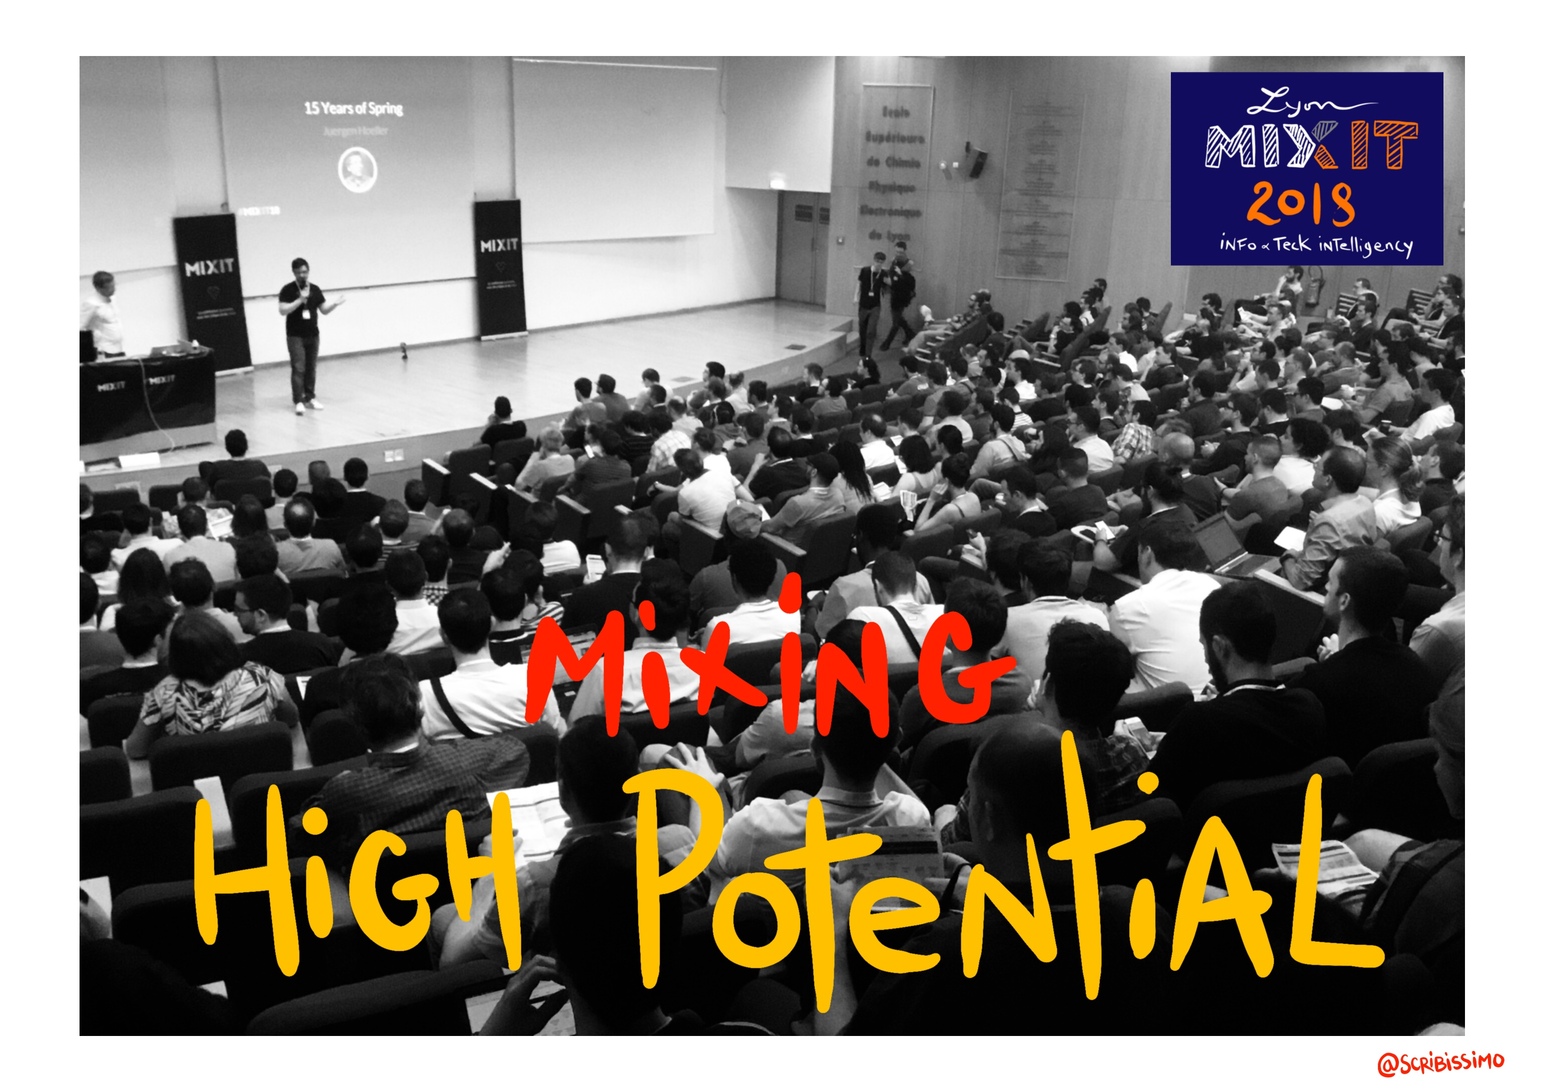 15 Years of Spring
Juergen Hoeller
MIXIT
MIXIT
MIXIT
MIXIT
Ecole
Supérieure
de Chimie
Physique
Electronique
de Lyon
Lyon
MIXIT
2018
iNFo & Teck iNTelligency
MixiNG
HiGH PoteNtiAL
@SCRiBiSSiMO